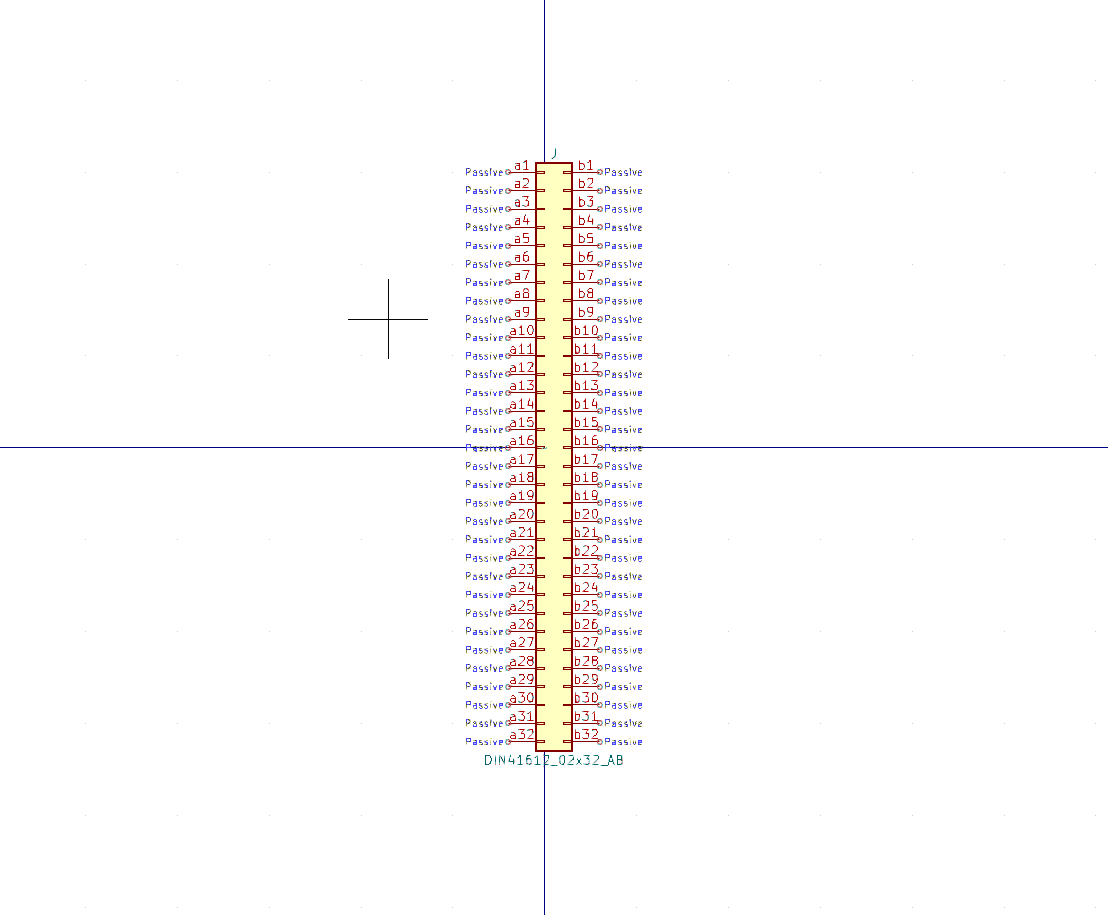 J
Passive a1 b1 Passive
Passive a2 b2 Passive
Passive a3 b3 Passive
Passive a4 b4 Passive
Passive a5 b5 Passive
Passive a6 b6 Passive
Passive a7 b7 Passive
Passive a8 b8 Passive
Passive a9 b9 Passive
Passive a10 b10 Passive
Passive a11 b11 Passive
Passive a12 b12 Passive
Passive a13 b13 Passive
Passive a14 b14 Passive
Passive a15 b15 Passive
Passive a16 b16 Passive
Passive a17 b17 Passive
Passive a18 b18 Passive
Passive a19 b19 Passive
Passive a20 b20 Passive
Passive a21 b21 Passive
Passive a22 b22 Passive
Passive a23 b23 Passive
Passive a24 b24 Passive
Passive a25 b25 Passive
Passive a26 b26 Passive
Passive a27 b27 Passive
Passive a28 b28 Passive
Passive a29 b29 Passive
Passive a30 b30 Passive
Passive a31 b31 Passive
Passive a32 b32 Passive
DIN41612_02x32_AB